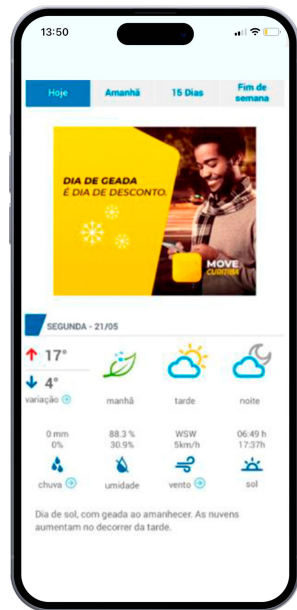 13:50
Hoje
Amanhã
15 Dias
Fim de
semana
DIA DE GEADA
É DIA DE DESCONTO.
MOVE
CURITIBA
SEGUNDA - 21/05
17°
4°
variação
manhã
tarde
noite
0 mm
0%
88.3 %
30.9%
WSW
5km/h
06:49 h
17:37h
chuva
umidade
vento
sol
Dia de sol, com geada ao amanhecer. As nuvens
aumentam no decorrer da tarde.